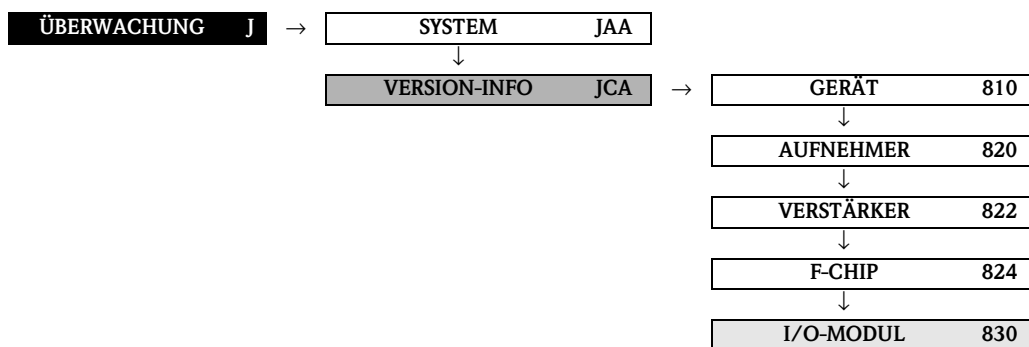 ÜBERWACHUNG J → SYSTEM JAA
↓
VERSION-INFO JCA → GERÄT 810
↓
AUFNEHMER 820
↓
VERSTÄRKER 822
↓
F-CHIP 824
↓
I/O-MODUL 830